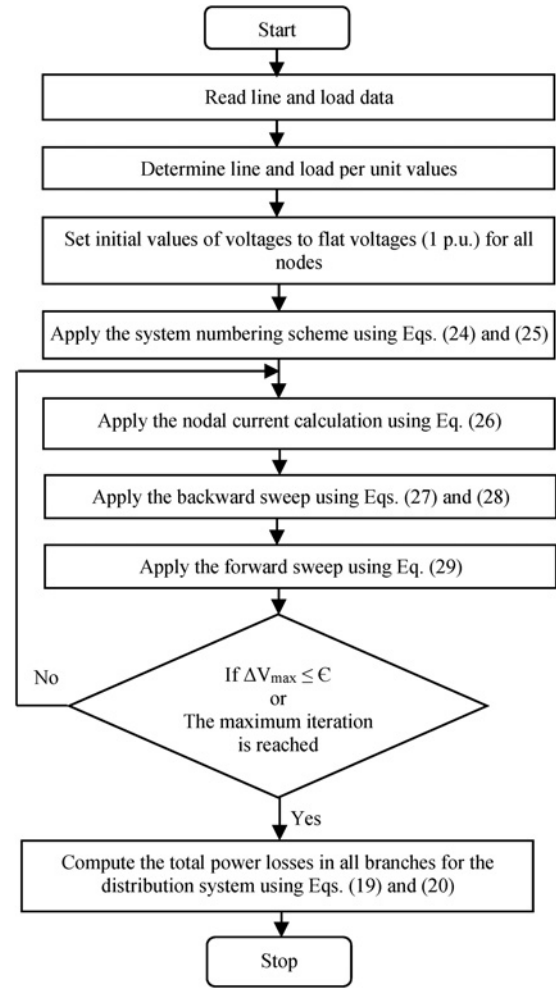 Start
Read line and load data
Determine line and load per unit values
Set initial values of voltages to flat voltages (1 p.u.) for all
nodes
Apply the system numbering scheme using Eqs. (24) and (25)
Apply the nodal current calculation using Eq. (26)
Apply the backward sweep using Eqs. (27) and (28)
Apply the forward sweep using Eq. (29)
No
If ΔVmax ≤ Є
or
The maximum iteration
is reached
Yes
Compute the total power losses in all branches for the
distribution system using Eqs. (19) and (20)
Stop